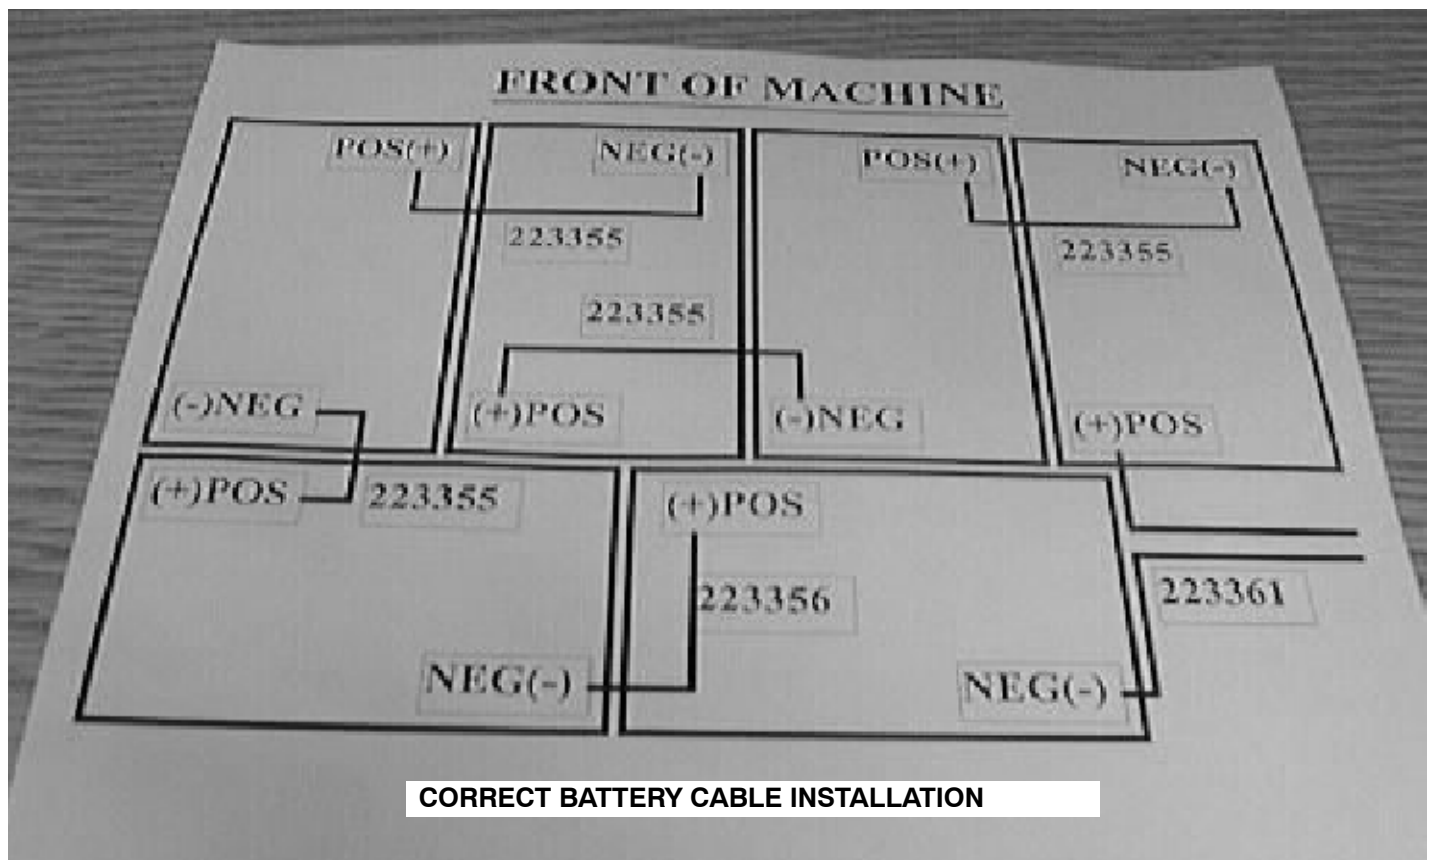 FRONT OF MACHINE
POS(+) NEG(-) POS(+) NEG(-)
223355 223355
223355
(-)NEG (+)POS (-)NEG (+)POS
(+)POS 223355 (+)POS
223356 223361
NEG(-) NEG(-)
CORRECT BATTERY CABLE INSTALLATION